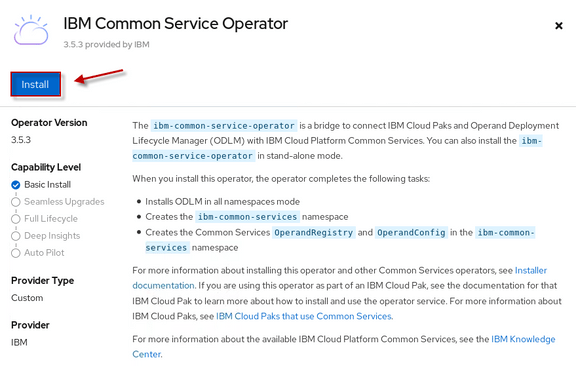 IBM Common Service Operator
3.5.3 provided by IBM
Install
Operator Version
3.5.3
Capability Level
Basic Install
Seamless Upgrades
Full Lifecycle
Deep Insights
Auto Pilot
Provider Type
Custom
Provider
IBM
The ibm-common-service-operator is a bridge to connect IBM Cloud Paks and Operand Deployment
Lifecycle Manager (ODLM) with IBM Cloud Platform Common Services. You can also install the ibm-
common-service-operator in stand-alone mode.
When you install this operator, the operator completes the following tasks:
• Installs ODLM in all namespaces mode
• Creates the ibm-common-services namespace
• Creates the Common Services OperandRegistry and OperandConfig in the ibm-common-
services namespace
For more information about installing this operator and other Common Services operators, see Installer
documentation. If you are using this operator as part of an IBM Cloud Pak, see the documentation for that
IBM Cloud Pak to learn more about how to install and use the operator service. For more information about
IBM Cloud Paks, see IBM Cloud Paks that use Common Services.
For more information about the available IBM Cloud Platform Common Services, see the IBM Knowledge
Center.